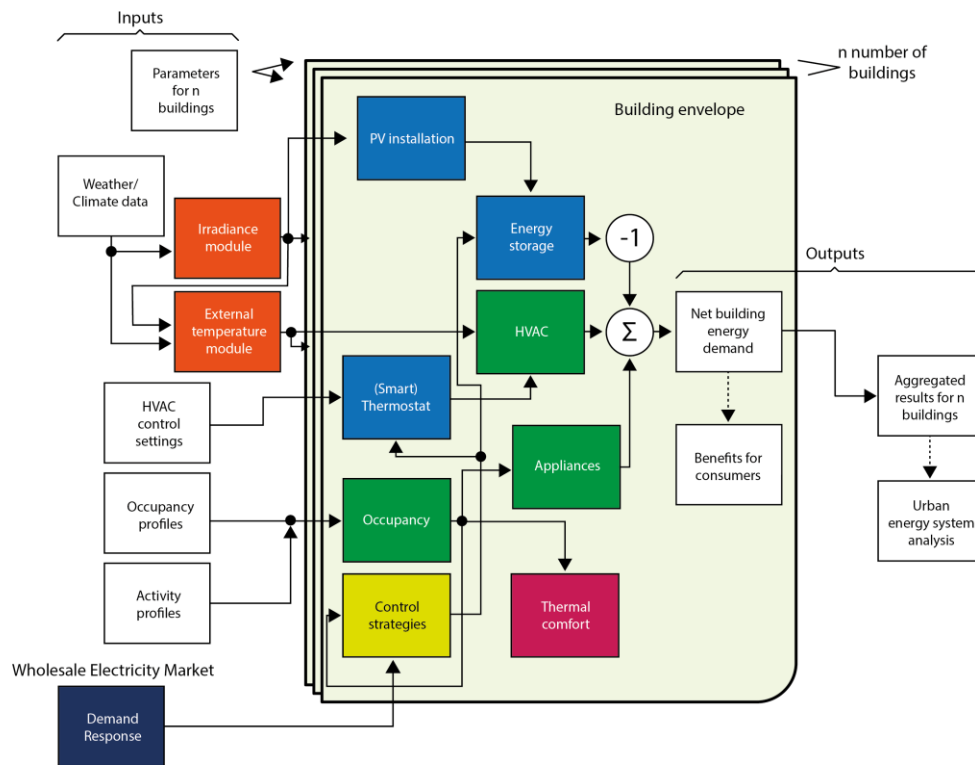 Inputs
Parameters
for n
buildings
n number of
buildings
Building envelope
PV installation
Weather/
Climate data
Irradiance
module
Energy
storage
-1
Outputs
External
temperature
module
HVAC
Σ
Net building
energy
demand
(Smart)
Thermostat
HVAC
control
settings
Aggregated
results for n
buildings
Appliances
Benefits for
consumers
Occupancy
profiles
Occupancy
Urban
energy system
analysis
Activity
profiles
Control
strategies
Thermal
comfort
Wholesale Electricity Market
Demand
Response